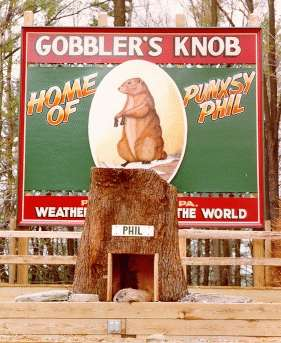 GOBBLER'S KNOB
HOME OF
PUNXSY PHIL
PA.
WEATHER THE WORLD
PHIL